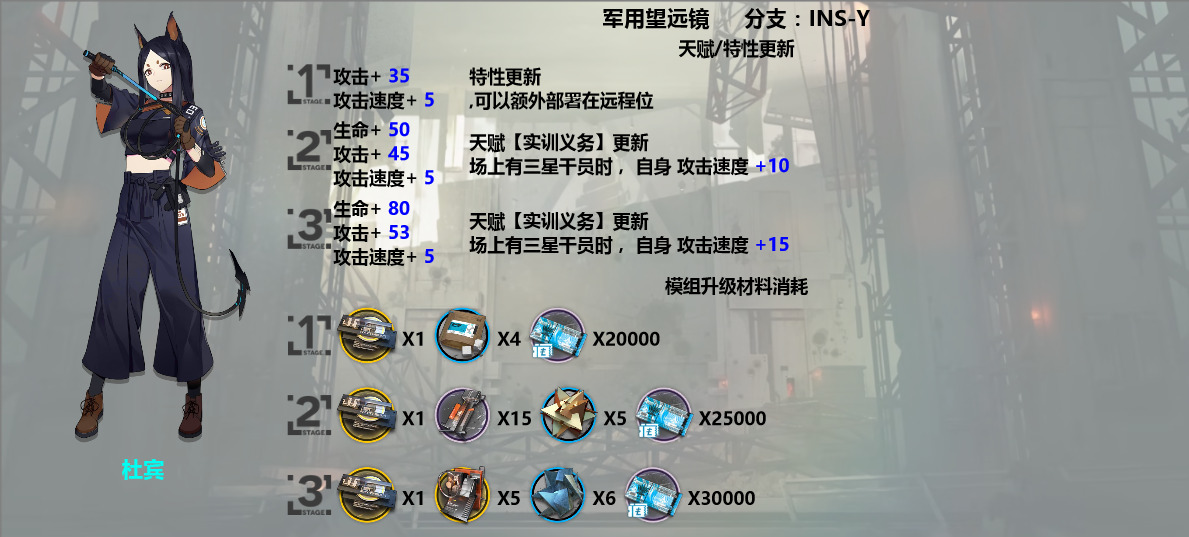 军用望远镜 分支：INS-Y
天赋/特性更新
1 STAGE.
攻击+ 35
攻击速度+ 5
特性更新
,可以额外部署在远程位
2 STAGE.
生命+ 50
攻击+ 45
攻击速度+ 5
天赋【实训义务】更新
场上有三星干员时，自身 攻击速度 +10
3 STAGE.
生命+ 80
攻击+ 53
攻击速度+ 5
天赋【实训义务】更新
场上有三星干员时，自身 攻击速度 +15
模组升级材料消耗
1 STAGE. X1 X4 X20000
2 STAGE. X1 X15 X5 X25000
3 STAGE. X1 X5 X6 X30000
杜宾